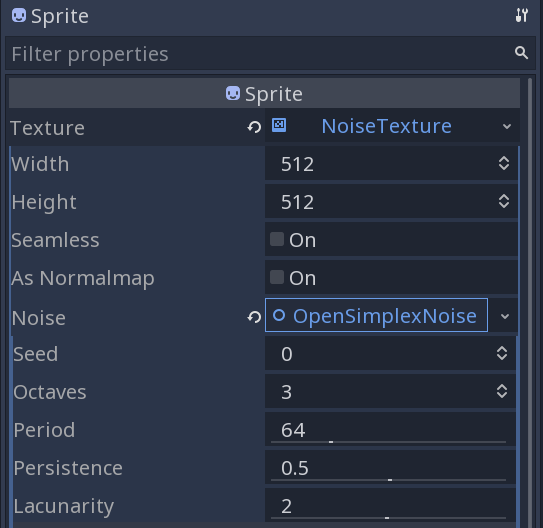 Sprite
Filter properties
Sprite
Texture NoiseTexture
Width 512
Height 512
Seamless On
As Normalmap On
Noise OpenSimplexNoise
Seed 0
Octaves 3
Period 64
Persistence 0.5
Lacunarity 2